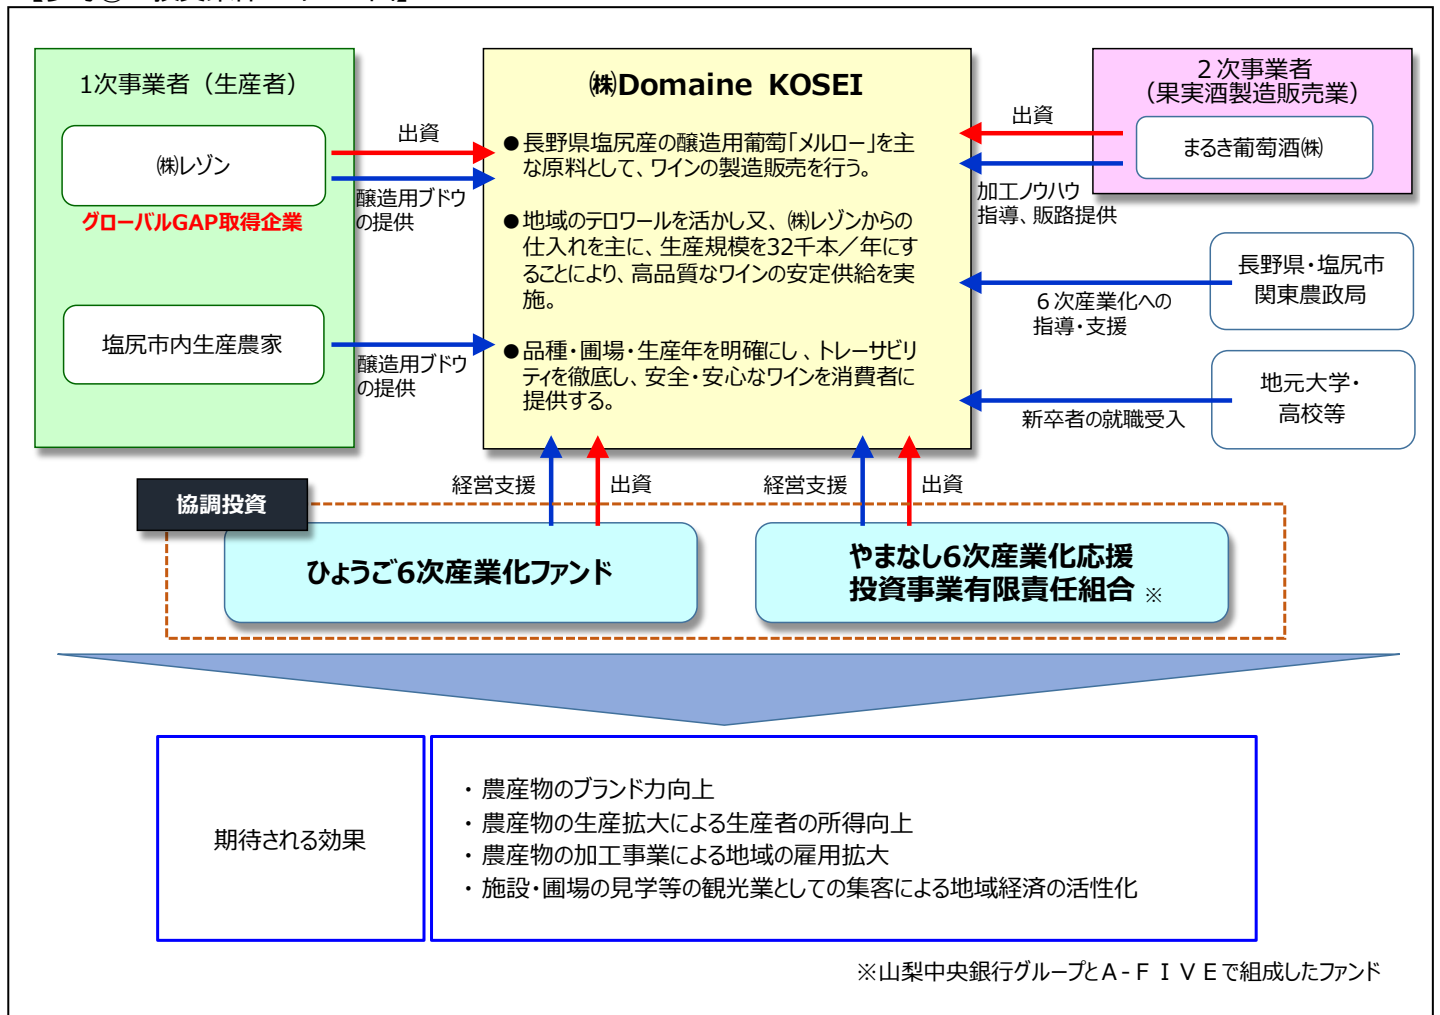 1次事業者（生産者）
㈱レゾン
グローバルGAP取得企業
塩尻市内生産農家
出資
醸造用ブドウ
の提供
醸造用ブドウ
の提供
㈱Domaine KOSEI
●長野県塩尻産の醸造用葡萄「メルロー」を主
な原料として、ワインの製造販売を行う。
●地域のテロワールを活かし又、㈱レゾンからの
仕入れを主に、生産規模を32千本／年にす
ることにより、高品質なワインの安定供給を実
施。
●品種・圃場・生産年を明確にし、トレーサビリ
ティを徹底し、安全・安心なワインを消費者に
提供する。
２次事業者
（果実酒製造販売業）
まるき葡萄酒㈱
出資
加工ノウハウ
指導、販路提供
長野県・塩尻市
関東農政局
６次産業化への
指導・支援
地元大学・
高校等
新卒者の就職受入
経営支援
出資
経営支援
出資
協調投資
ひょうご6次産業化ファンド
やまなし6次産業化応援
投資事業有限責任組合 ※
期待される効果
・農産物のブランド力向上
・農産物の生産拡大による生産者の所得向上
・農産物の加工事業による地域の雇用拡大
・施設・圃場の見学等の観光業としての集客による地域経済の活性化
※山梨中央銀行グループとＡ-ＦＩＶＥで組成したファンド